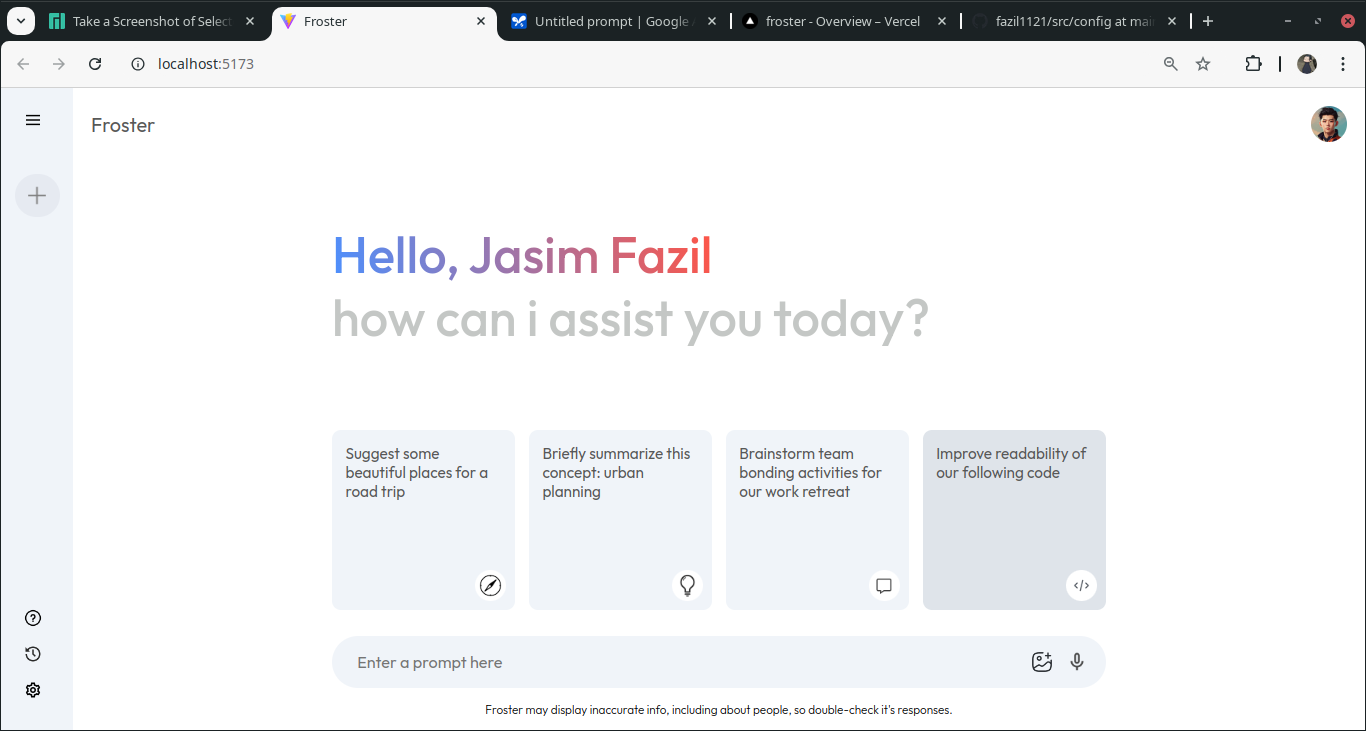 Take a Screenshot of Select
Froster
Untitled prompt | Google A
froster - Overview – Vercel
fazil1121/src/config at mai
localhost:5173
Froster
Hello, Jasim Fazil
how can i assist you today?
Suggest some
beautiful places for a
road trip
Briefly summarize this
concept: urban
planning
Brainstorm team
bonding activities for
our work retreat
Improve readability of
our following code
Enter a prompt here
Froster may display inaccurate info, including about people, so double-check it's responses.